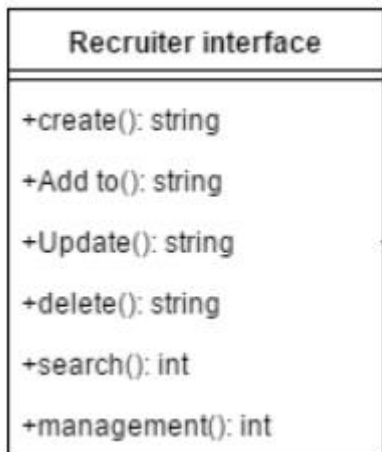 Recruiter interface
+create(): string
+Add to(): string
+Update(): string
+delete(): string
+search(): int
+management(): int